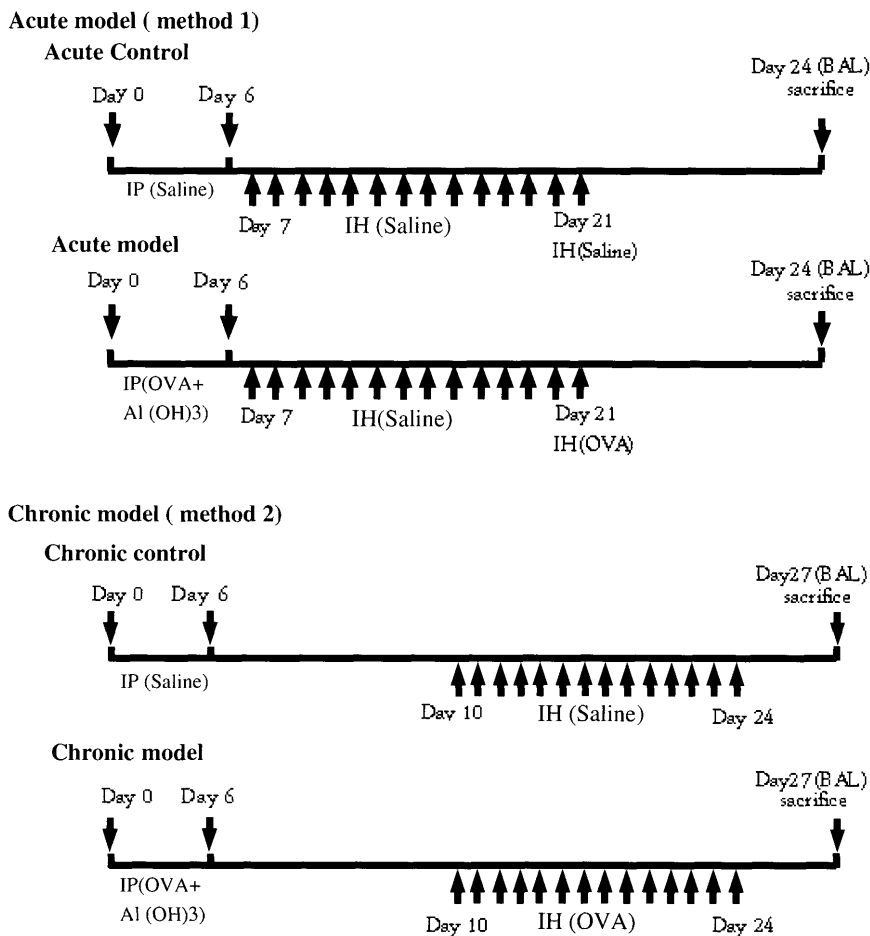 Acute model ( method 1)
Acute Control
Day 0
Day 6
Day 24 (BAL)
sacrifice
IP (Saline)
Day 7
IH (Saline)
Day 21
IH(Saline)
Acute model
Day 0
Day 6
Day 24 (BAL)
sacrifice
IP(OVA+
Al (OH)3)
Day 7
IH(Saline)
Day 21
IH(OVA)
Chronic model ( method 2)
Chronic control
Day 0
Day 6
Day27(BAL)
sacrifice
IP (Saline)
Day 10
IH (Saline)
Day 24
Chronic model
Day 0
Day 6
Day27(BAL)
sacrifice
IP(OVA+
Al (OH)3)
Day 10
IH (OVA)
Day 24